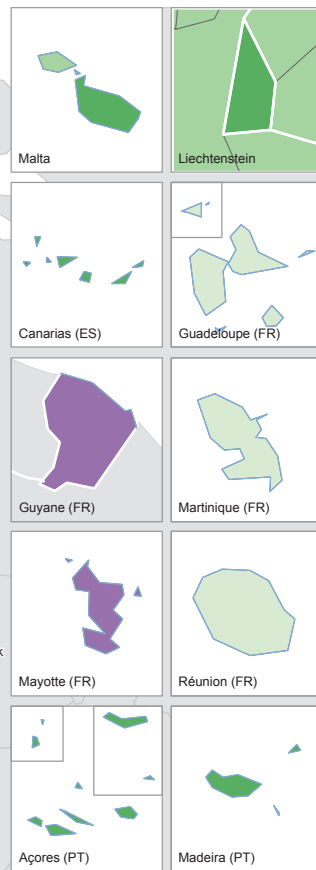 Malta
Liechtenstein
Canarias (ES)
Guadeloupe (FR)
Guyane (FR)
Martinique (FR)
Mayotte (FR)
Réunion (FR)
Açores (PT)
Madeira (PT)